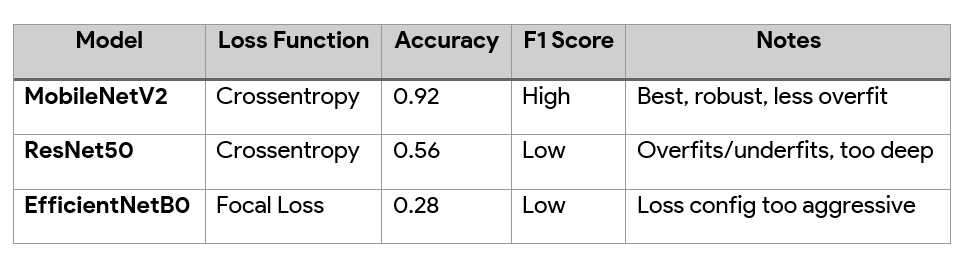 Model Loss Function Accuracy F1 Score Notes
MobileNetV2 Crossentropy 0.92 High Best, robust, less overfit
ResNet50 Crossentropy 0.56 Low Overfits/underfits, too deep
EfficientNetB0 Focal Loss 0.28 Low Loss config too aggressive